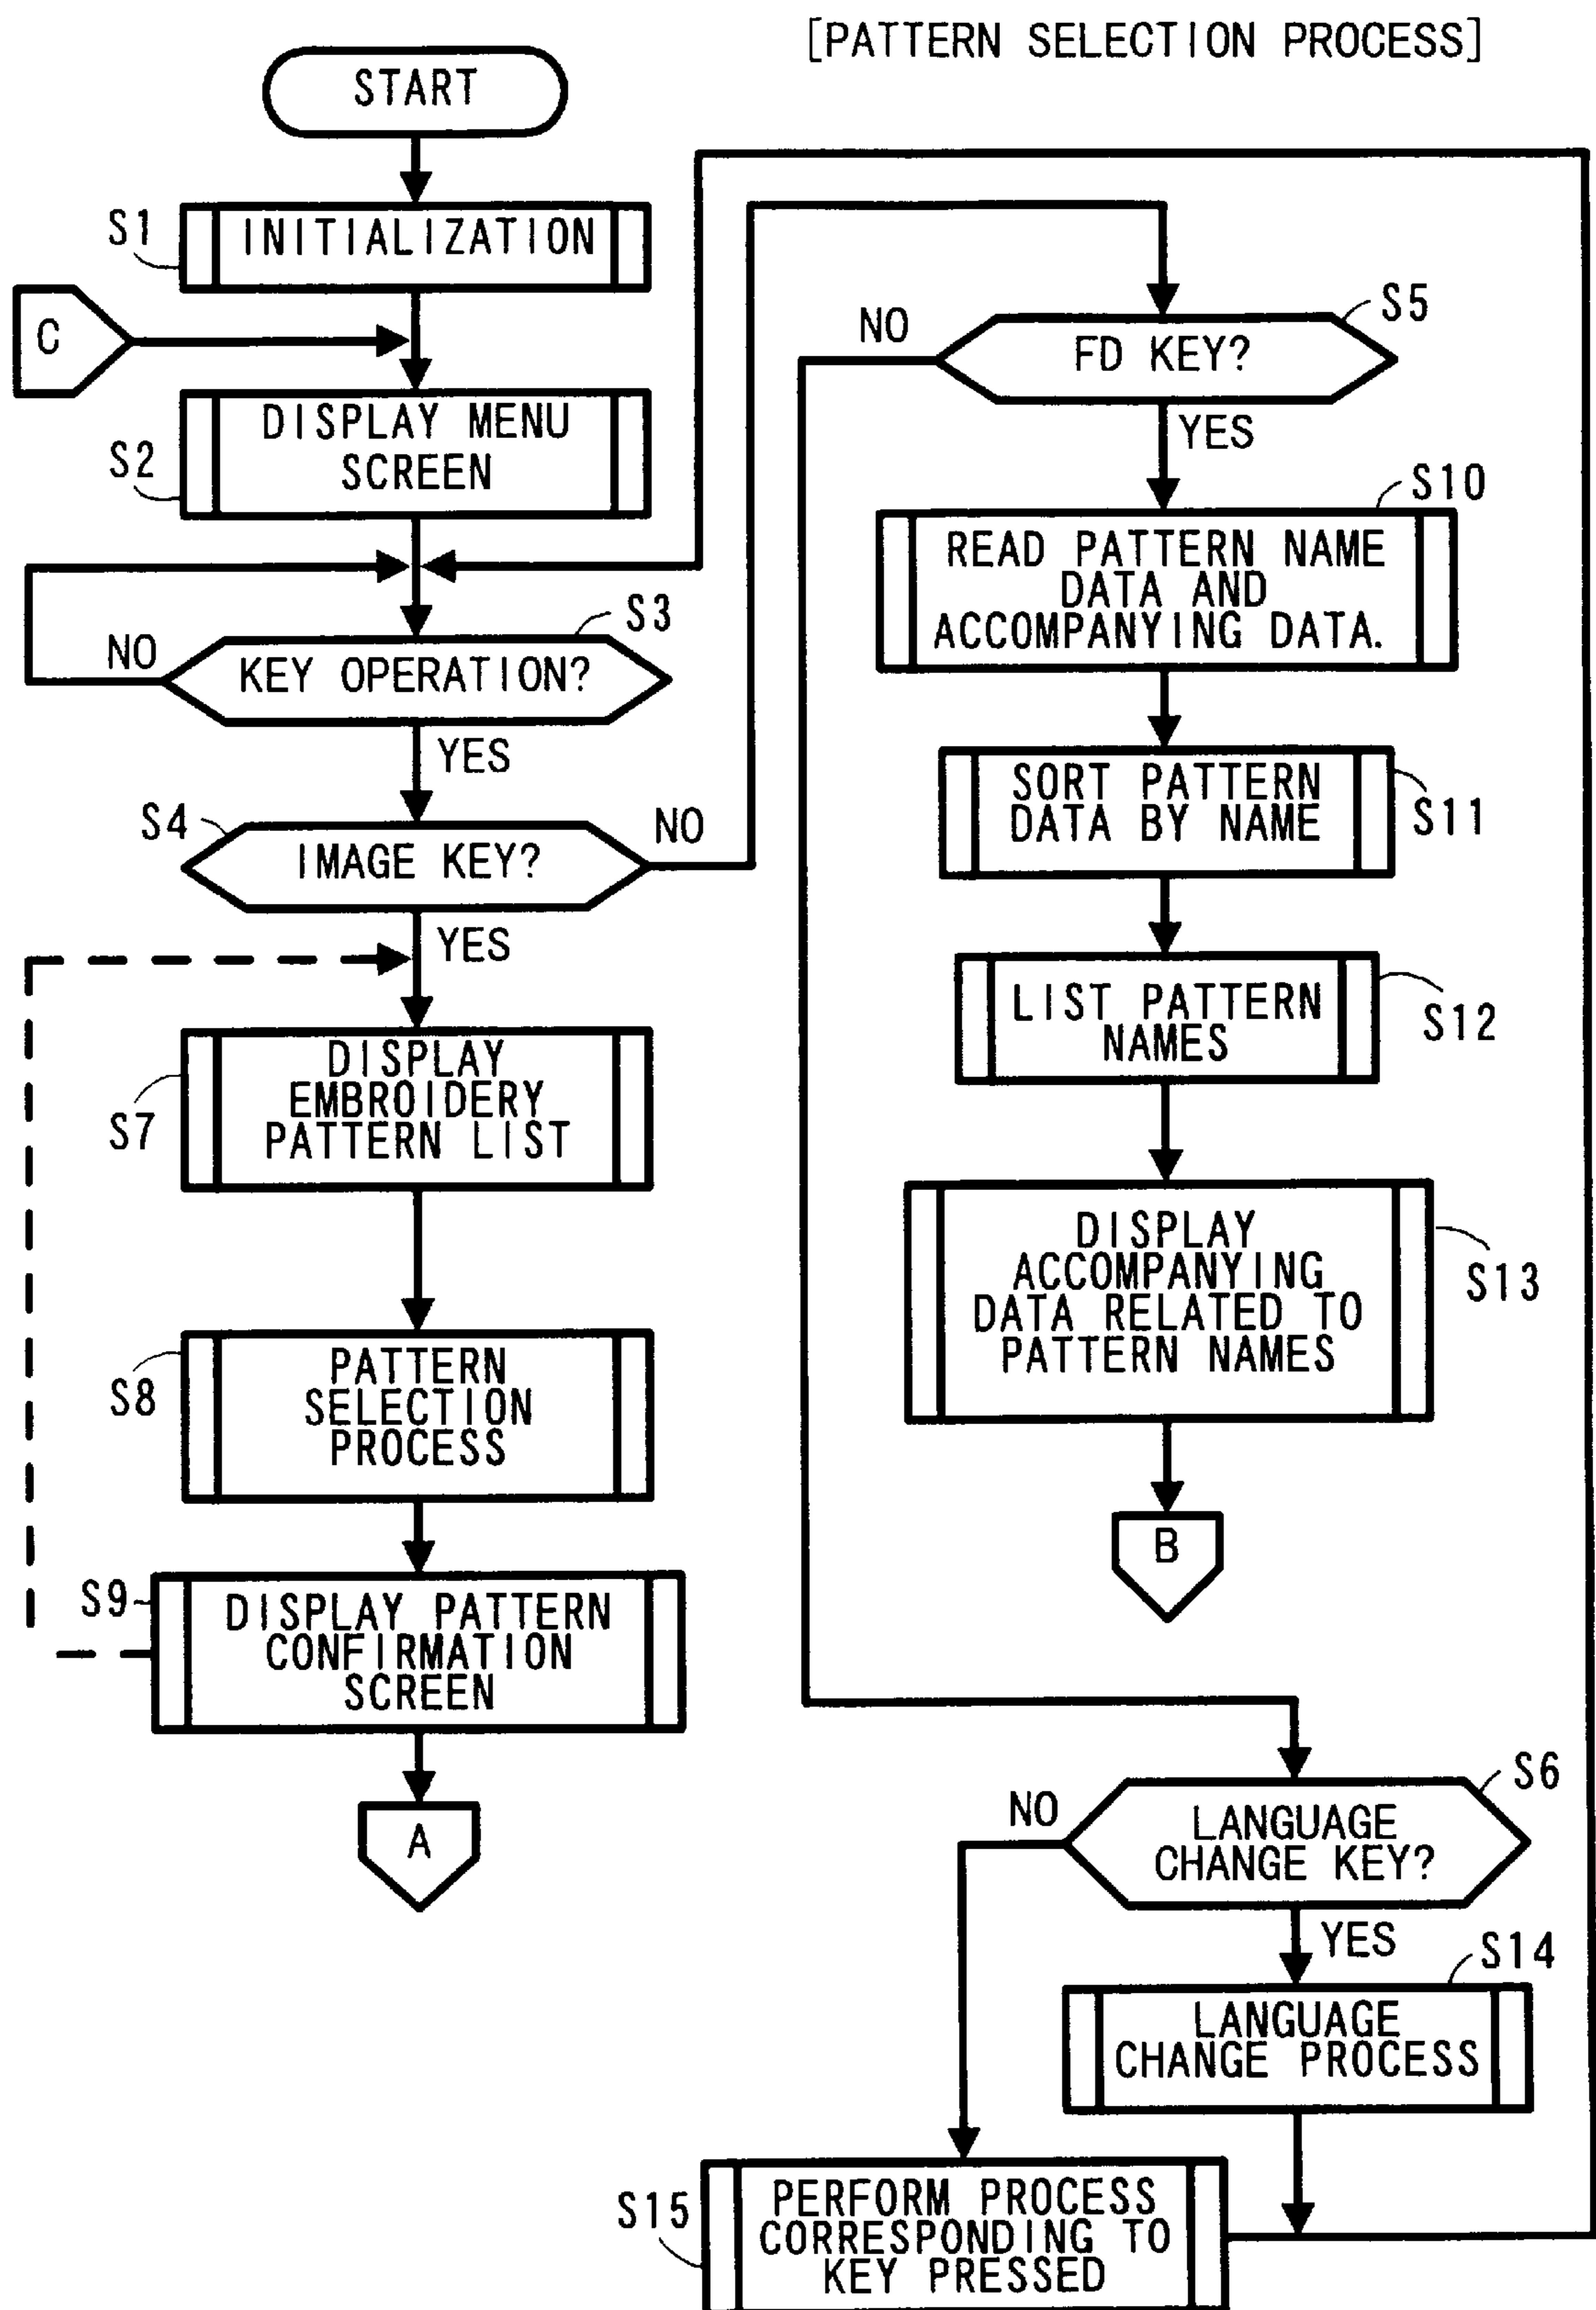 [PATTERN SELECTION PROCESS]
START
S1
INITIALIZATION
C
S2
DISPLAY MENU
SCREEN
S3
NO
KEY OPERATION?
YES
S4
IMAGE KEY?
NO
YES
S7
DISPLAY
EMBROIDERY
PATTERN LIST
S8
PATTERN
SELECTION
PROCESS
S9
DISPLAY PATTERN
CONFIRMATION
SCREEN
A
S5
NO
FD KEY?
YES
S10
READ PATTERN NAME
DATA AND
ACCOMPANYING DATA.
SORT PATTERN
DATA BY NAME
S11
LIST PATTERN
NAMES
S12
DISPLAY
ACCOMPANYING
DATA RELATED TO
PATTERN NAMES
S13
B
S6
NO
LANGUAGE
CHANGE KEY?
YES
S14
LANGUAGE
CHANGE PROCESS
S15
PERFORM PROCESS
CORRESPONDING TO
KEY PRESSED